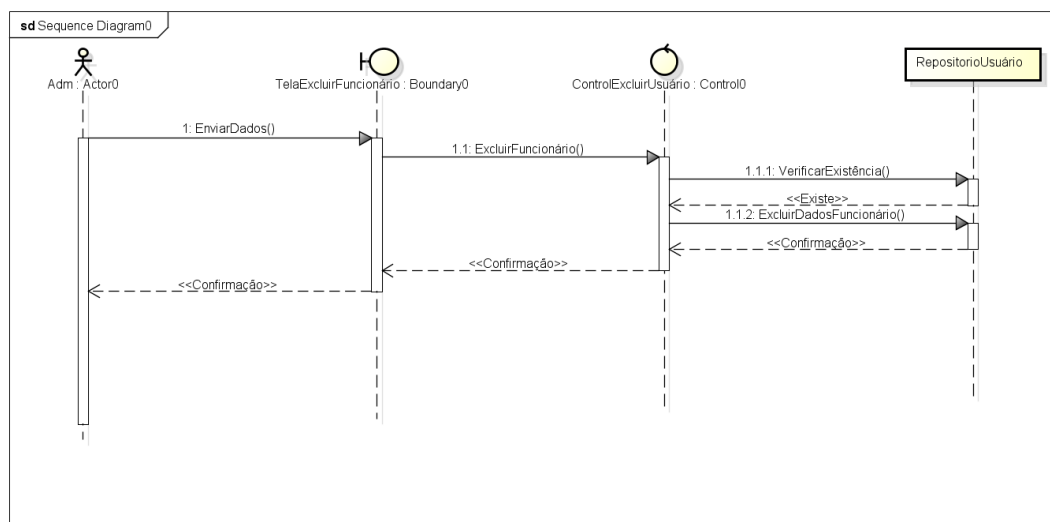 sd Sequence Diagram0
Adm : Actor0
TelaExcluirFuncionário : Boundary0
ControlExcluirUsuário : Control0
RepositorioUsuário
1: EnviarDados()
1.1: ExcluirFuncionário()
1.1.1: VerificarExistência()
<<Existe>>
1.1.2: ExcluirDadosFuncionário()
<<Confirmação>>
<<Confirmação>>
<<Confirmação>>